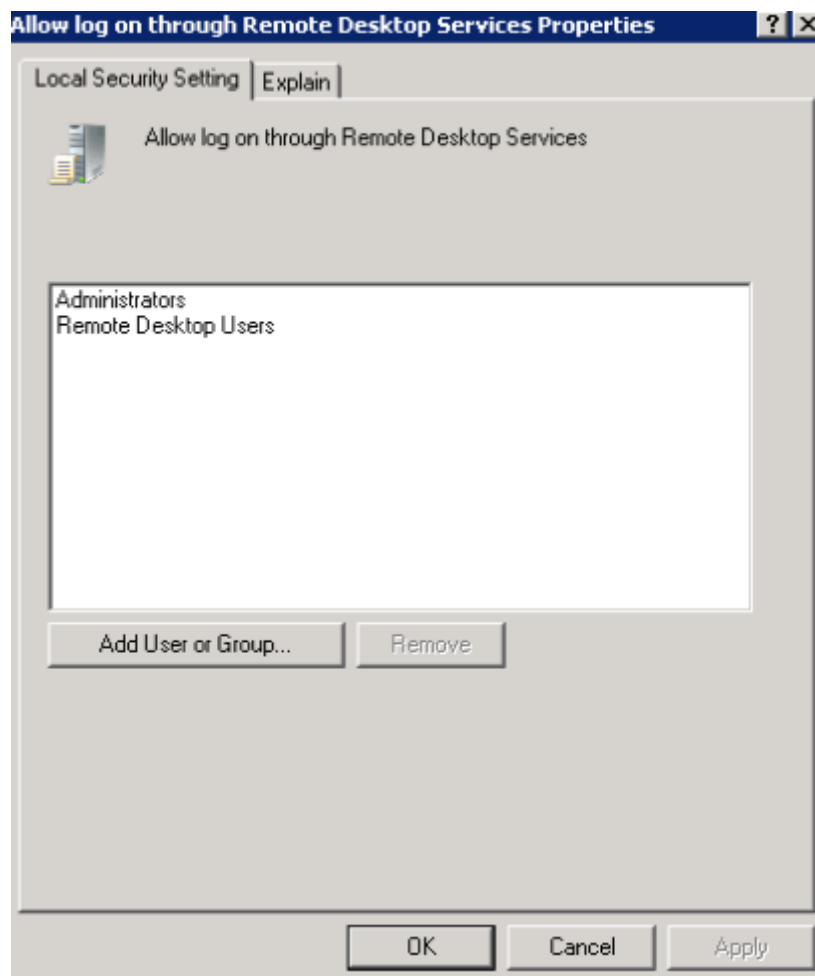 Allow log on through Remote Desktop Services Properties
Local Security Setting
Explain
Allow log on through Remote Desktop Services
Administrators
Remote Desktop Users
Add User or Group...
Remove
OK
Cancel
Apply